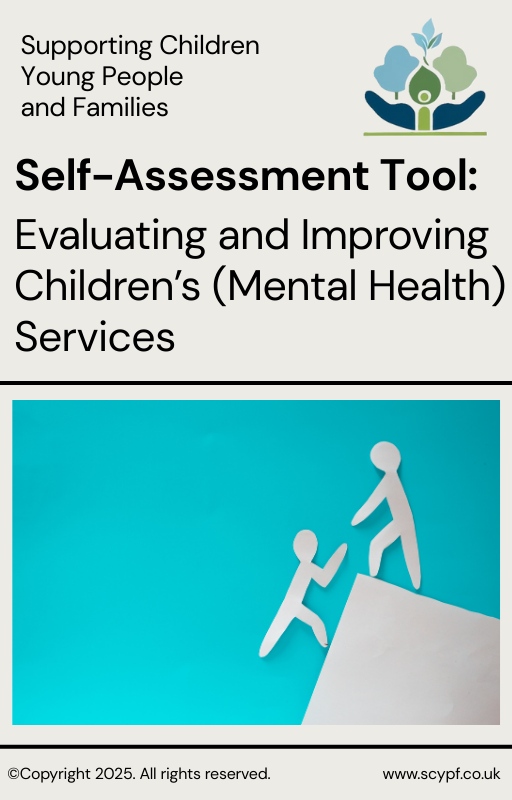 Supporting Children
Young People
and Families
Self-Assessment Tool:
Evaluating and Improving
Children’s (Mental Health)
Services
©Copyright 2025. All rights reserved.
www.scypf.co.uk